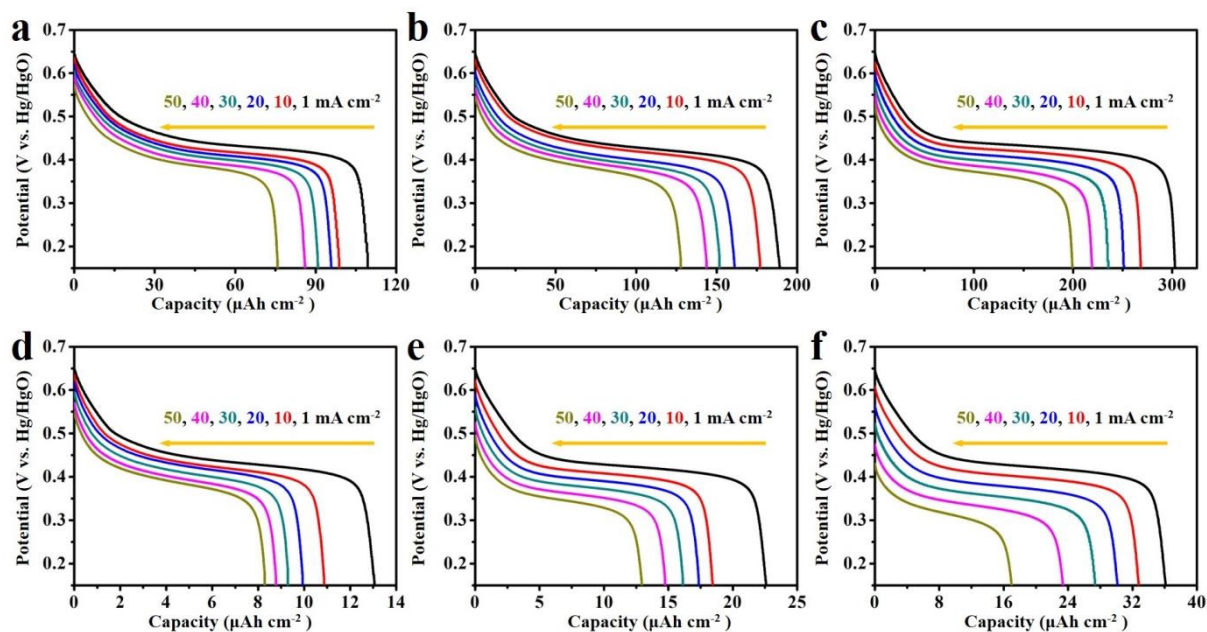 a
0.7
0.6
0.5
0.4
0.3
0.2
Potential (V vs. Hg/HgO)
50, 40, 30, 20, 10, 1 mA cm-2
0 30 60 90 120
Capacity (µAh cm-2 )
b
0.7
0.6
0.5
0.4
0.3
0.2
Potential (V vs. Hg/HgO)
50, 40, 30, 20, 10, 1 mA cm-2
0 50 100 150 200
Capacity (µAh cm-2 )
c
0.7
0.6
0.5
0.4
0.3
0.2
Potential (V vs. Hg/HgO)
50, 40, 30, 20, 10, 1 mA cm-2
0 100 200 300
Capacity (µAh cm-2 )
d
0.7
0.6
0.5
0.4
0.3
0.2
Potential (V vs. Hg/HgO)
50, 40, 30, 20, 10, 1 mA cm-2
0 2 4 6 8 10 12 14
Capacity (µAh cm-2 )
e
0.7
0.6
0.5
0.4
0.3
0.2
Potential (V vs. Hg/HgO)
50, 40, 30, 20, 10, 1 mA cm-2
0 5 10 15 20 25
Capacity (µAh cm-2 )
f
0.7
0.6
0.5
0.4
0.3
0.2
Potential (V vs. Hg/HgO)
50, 40, 30, 20, 10, 1 mA cm-2
0 8 16 24 32 40
Capacity (µAh cm-2 )